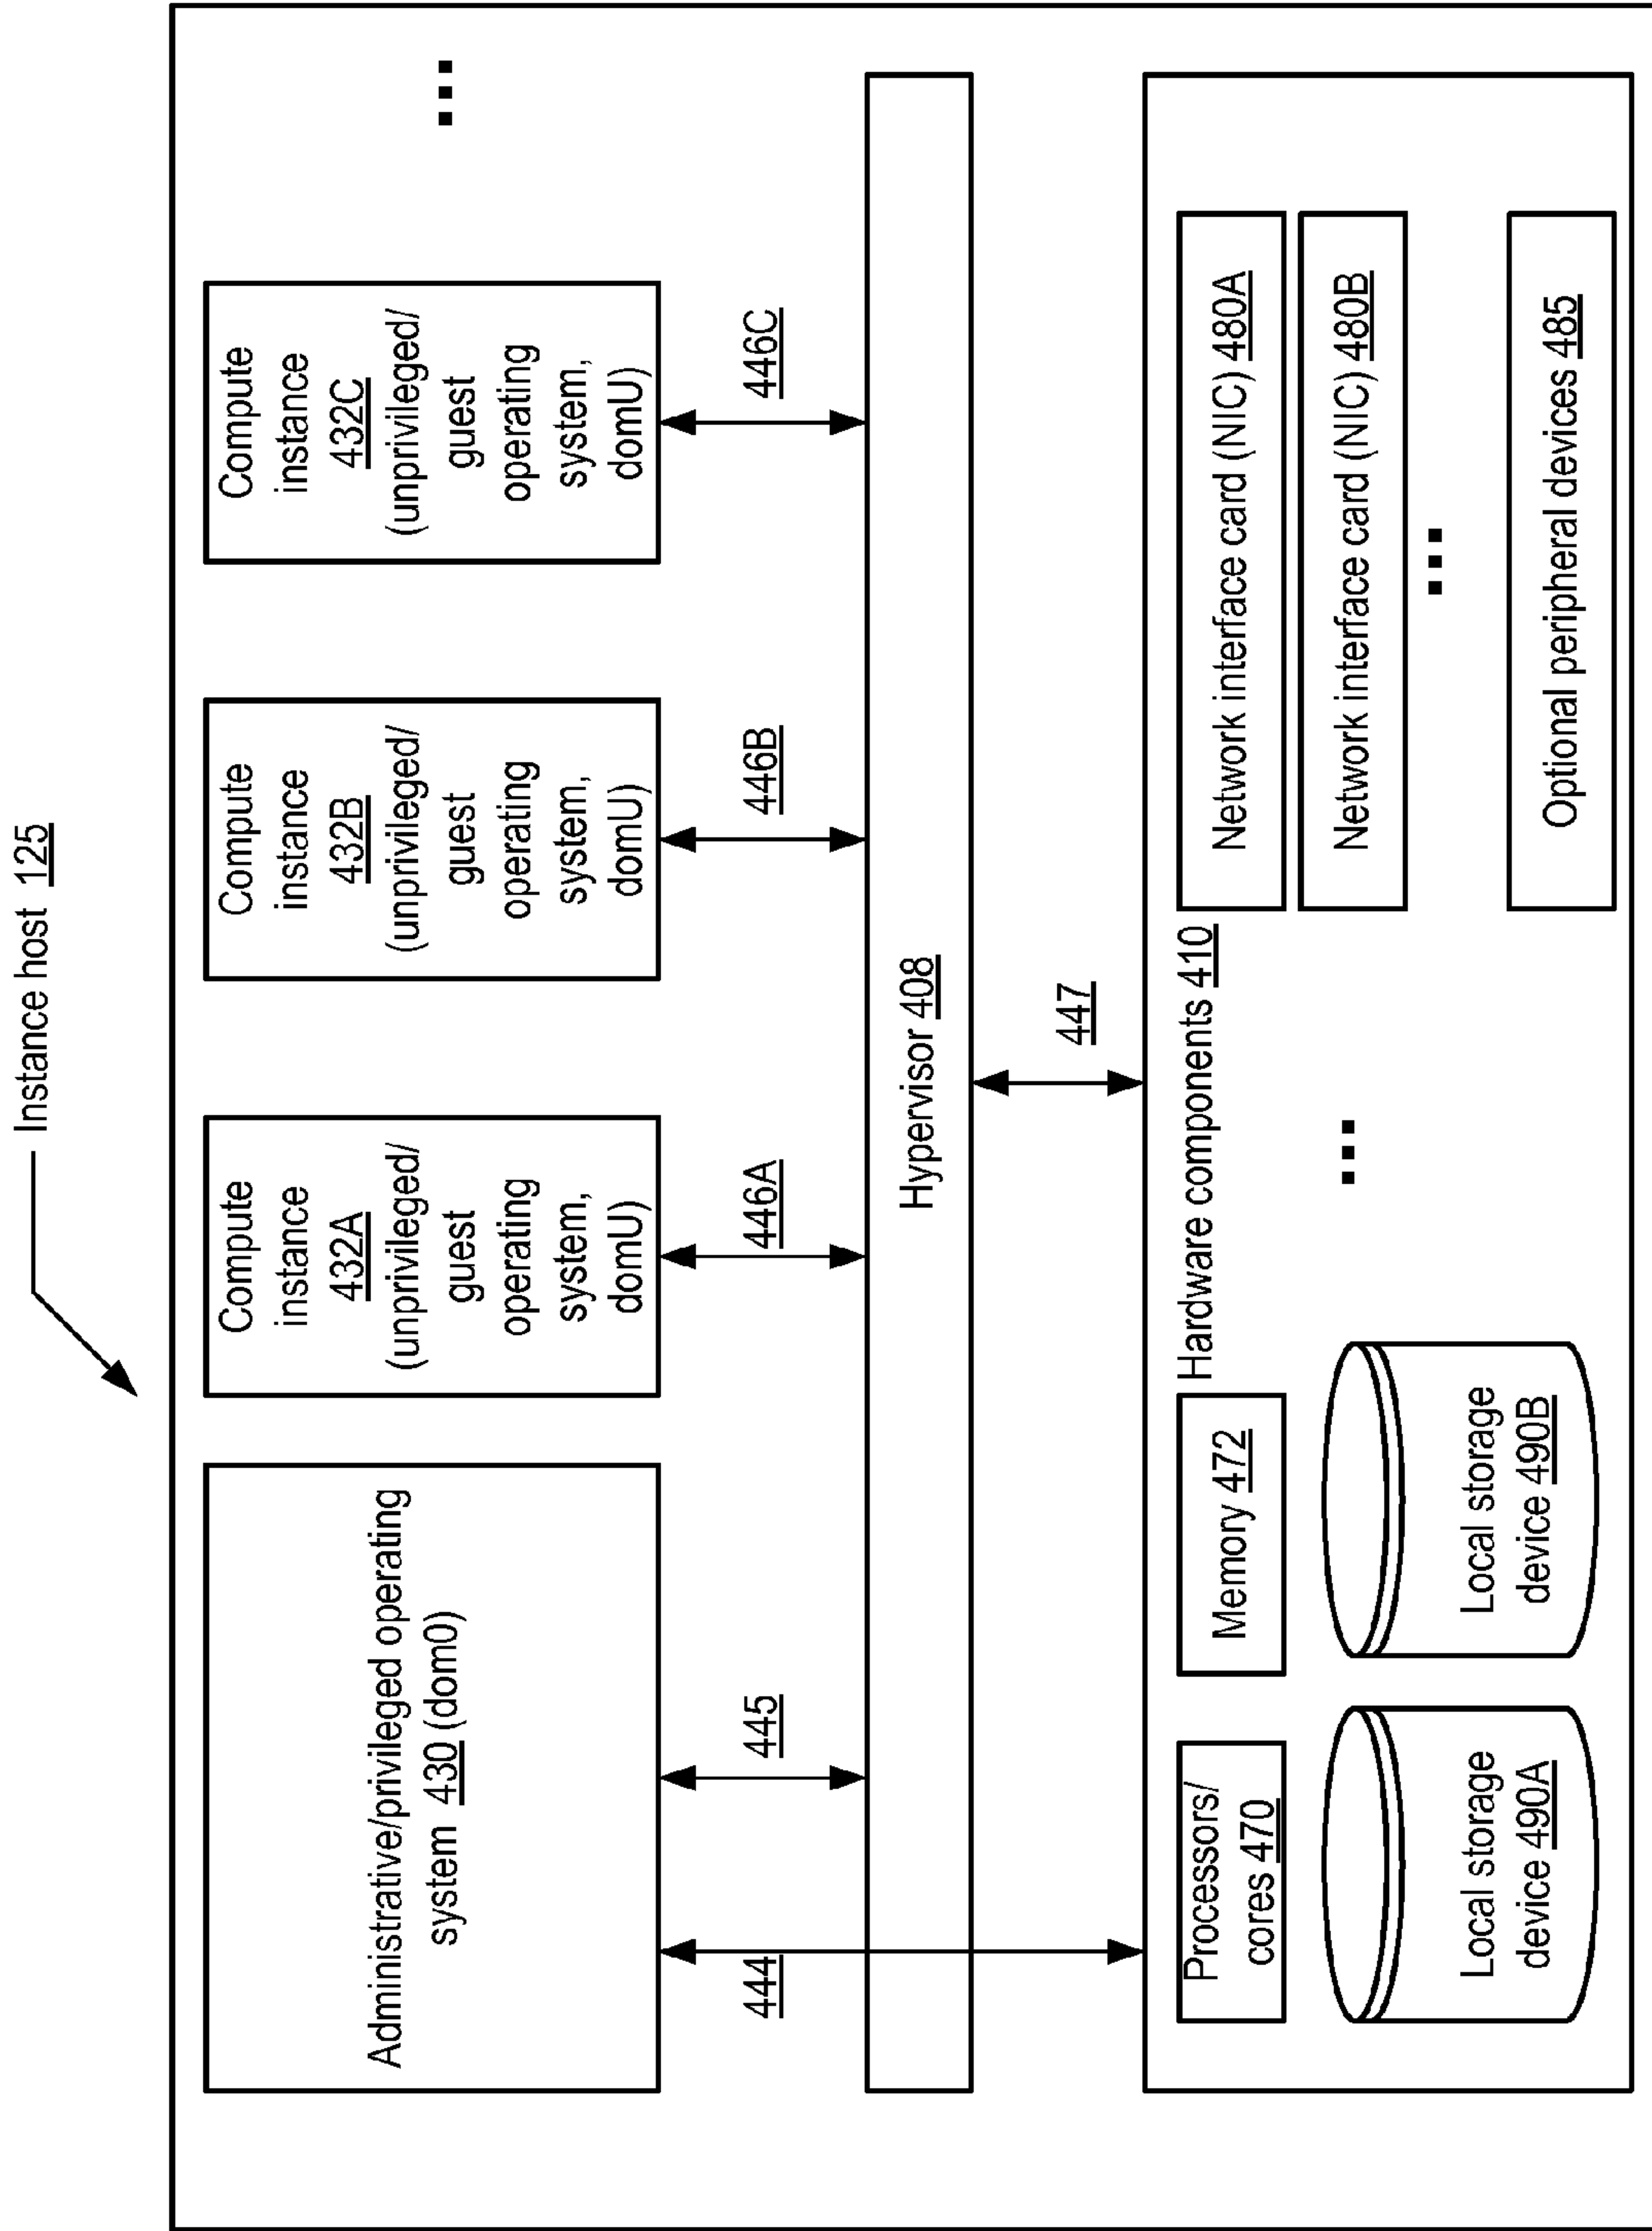 Instance host 125
Administrative/privileged operating
system 430 (dom0)
Compute
instance
432A
(unprivileged/
guest
operating
system,
domU)
Compute
instance
432B
(unprivileged/
guest
operating
system,
domU)
Compute
instance
432C
(unprivileged/
guest
operating
system,
domU)
...
444
445
446A
446B
446C
Hypervisor 408
447
Hardware components 410
Processors/
cores 470
Memory 472
Local storage
device 490A
Local storage
device 490B
...
Network interface card (NIC) 480A
Network interface card (NIC) 480B
...
Optional peripheral devices 485